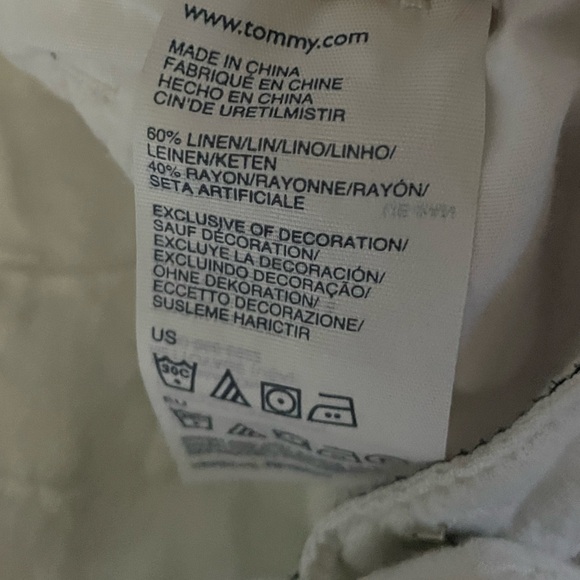 www.tommy.com
MADE IN CHINA
FABRIQUÉ EN CHINE
HECHO EN CHINA
CIN'DE URETILMISTIR
60% LINEN/LIN/LINO/LINHO/
LEINEN/KETEN
40% RAYON/RAYONNE/RAYÓN/
SETA ARTIFICIALE
EXCLUSIVE OF DECORATION/
SAUF DÉCORATION/
EXCLUYE LA DECORACIÓN/
EXCLUINDO DECORAÇÃO/
OHNE DEKORATION/
ECCETTO DECORAZIONE/
SUSLEME HARICTIR
US
30C
EU